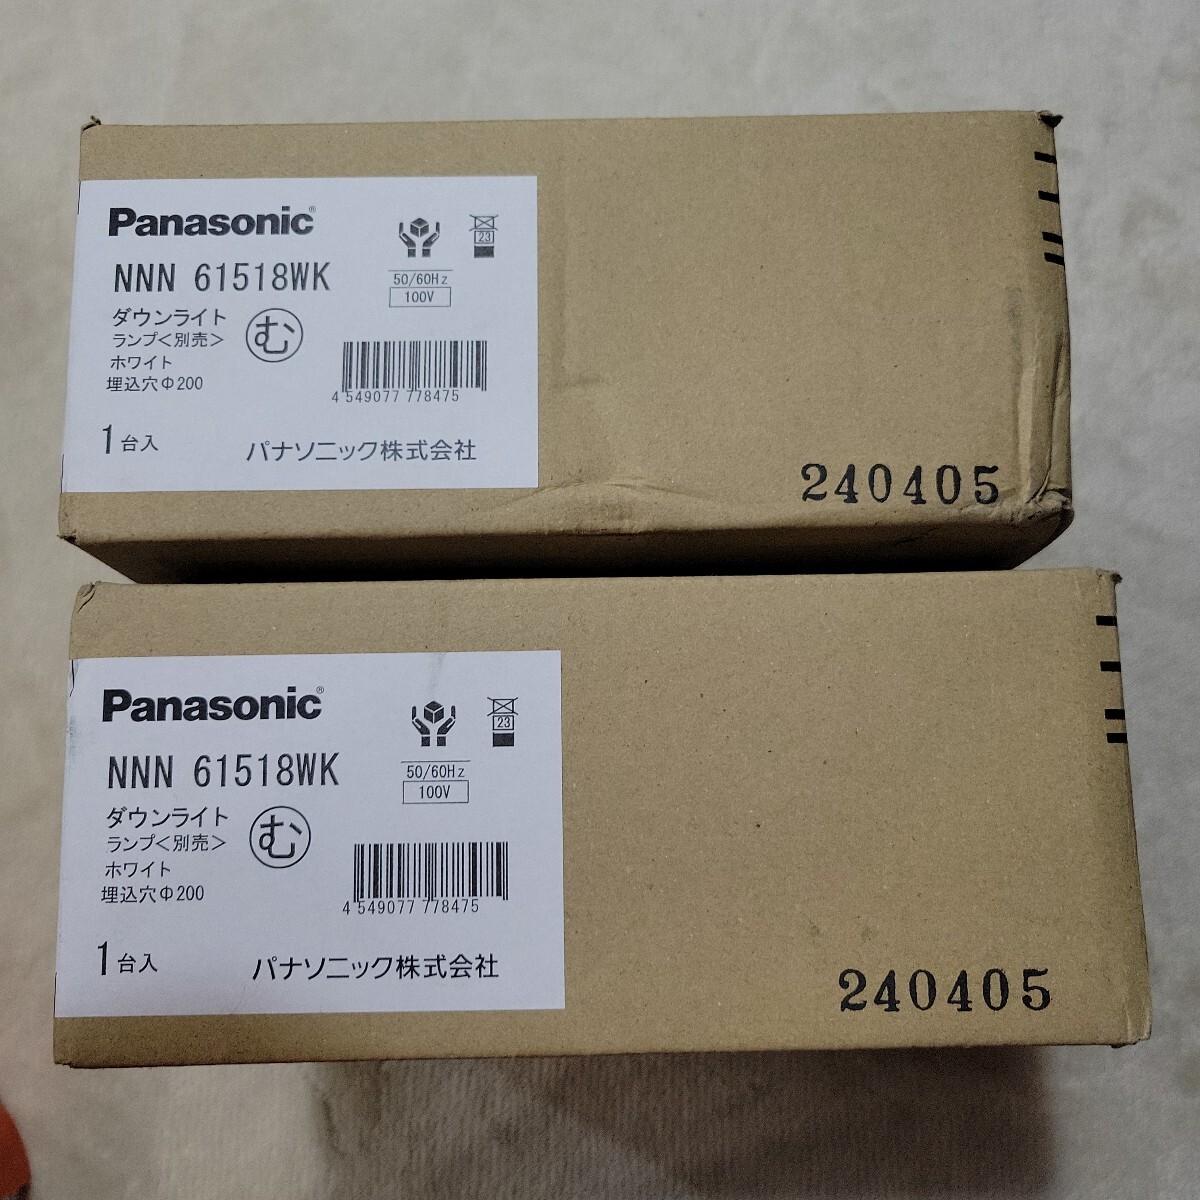 Panasonic®
NNN 61518WK
ダウンライト
ランプ<別売>
ホワイト
埋込穴Φ200
む
23
50/60Hz
100V
4 549077 778475
1台入
パナソニック株式会社
240405
Panasonic®
NNN 61518WK
ダウンライト
ランプ<別売>
ホワイト
埋込穴Φ200
む
23
50/60Hz
100V
4 549077 778475
1台入
パナソニック株式会社
240405